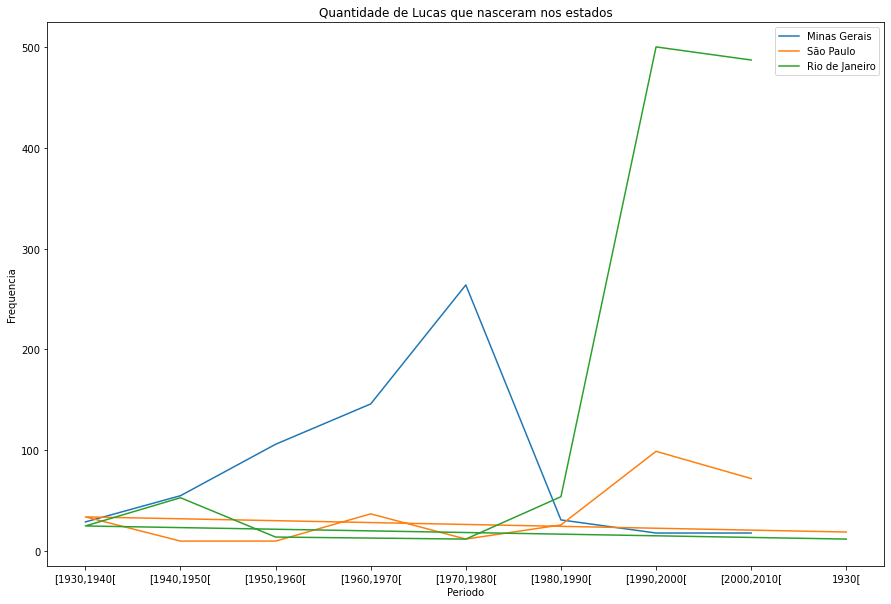 Quantidade de Lucas que nasceram nos estados
Minas Gerais
São Paulo
Rio de Janeiro
500
400
300
200
100
0
Frequencia
[1930,1940[ [1940,1950[ [1950,1960[ [1960,1970[ [1970,1980[ [1980,1990[ [1990,2000[ [2000,2010[ 1930[
Periodo